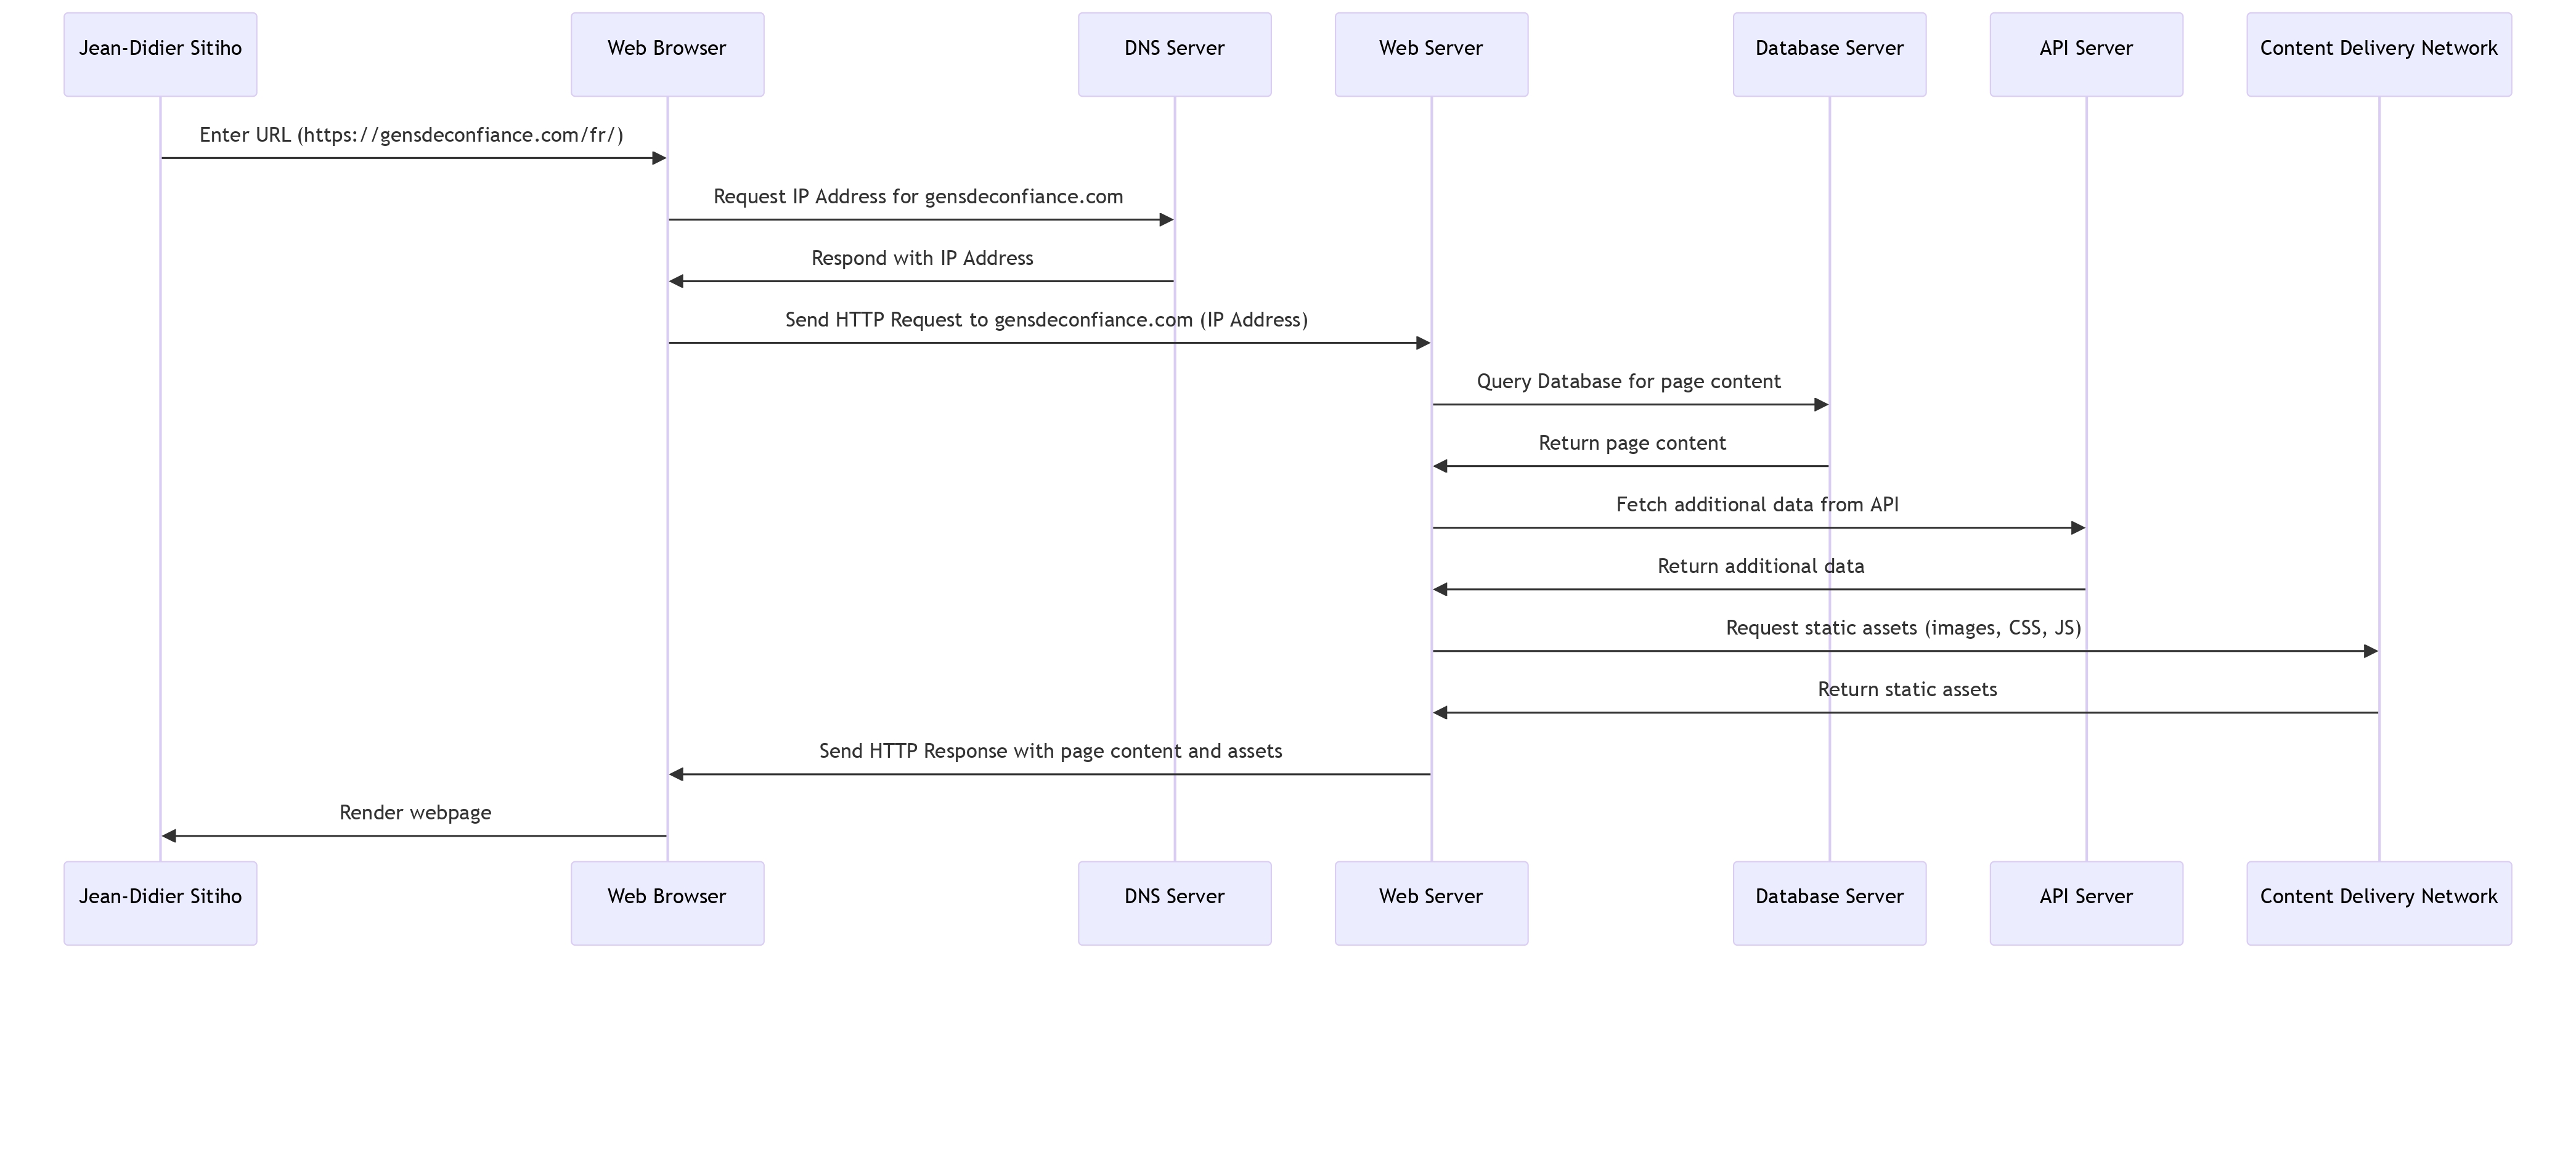 Jean-Didier Sitiho
Web Browser
DNS Server
Web Server
Database Server
API Server
Content Delivery Network
Enter URL (https://gensdeconfiance.com/fr/)
Request IP Address for gensdeconfiance.com
Respond with IP Address
Send HTTP Request to gensdeconfiance.com (IP Address)
Query Database for page content
Return page content
Fetch additional data from API
Return additional data
Request static assets (images, CSS, JS)
Return static assets
Send HTTP Response with page content and assets
Render webpage
Jean-Didier Sitiho
Web Browser
DNS Server
Web Server
Database Server
API Server
Content Delivery Network